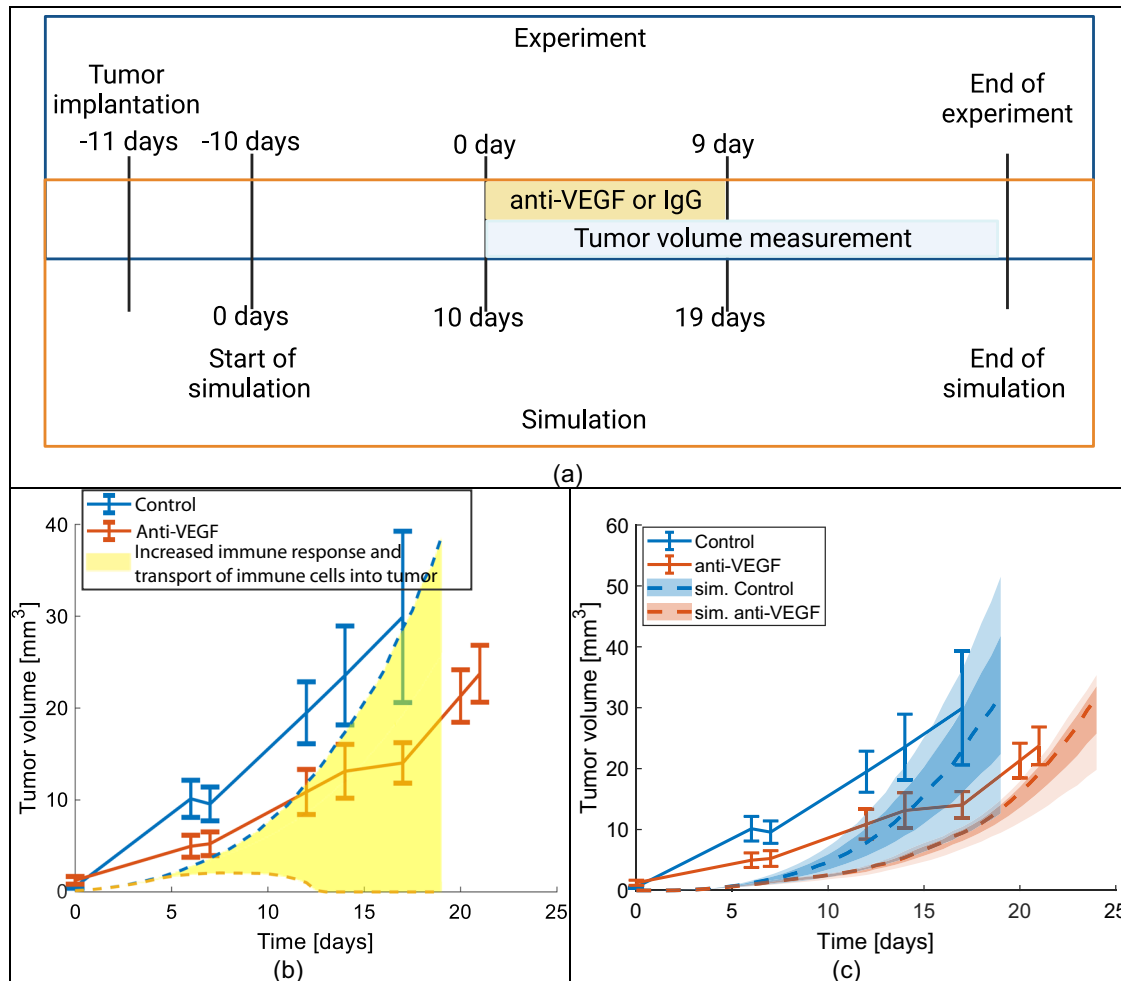 Experiment
Tumor
implantation
-11 days
-10 days
0 day
9 day
End of
experiment
anti-VEGF or IgG
Tumor volume measurement
0 days
Start of
simulation
10 days
19 days
End of
simulation
Simulation
(a)
Control
Anti-VEGF
Increased immune response and
transport of immune cells into tumor
Tumor volume [mm³]
40
30
20
10
0
0 5 10 15 20 25
Time [days]
(b)
Control
anti-VEGF
sim. Control
sim. anti-VEGF
Tumor volume [mm³]
60
50
40
30
20
10
0
0 5 10 15 20 25
Time [days]
(c)